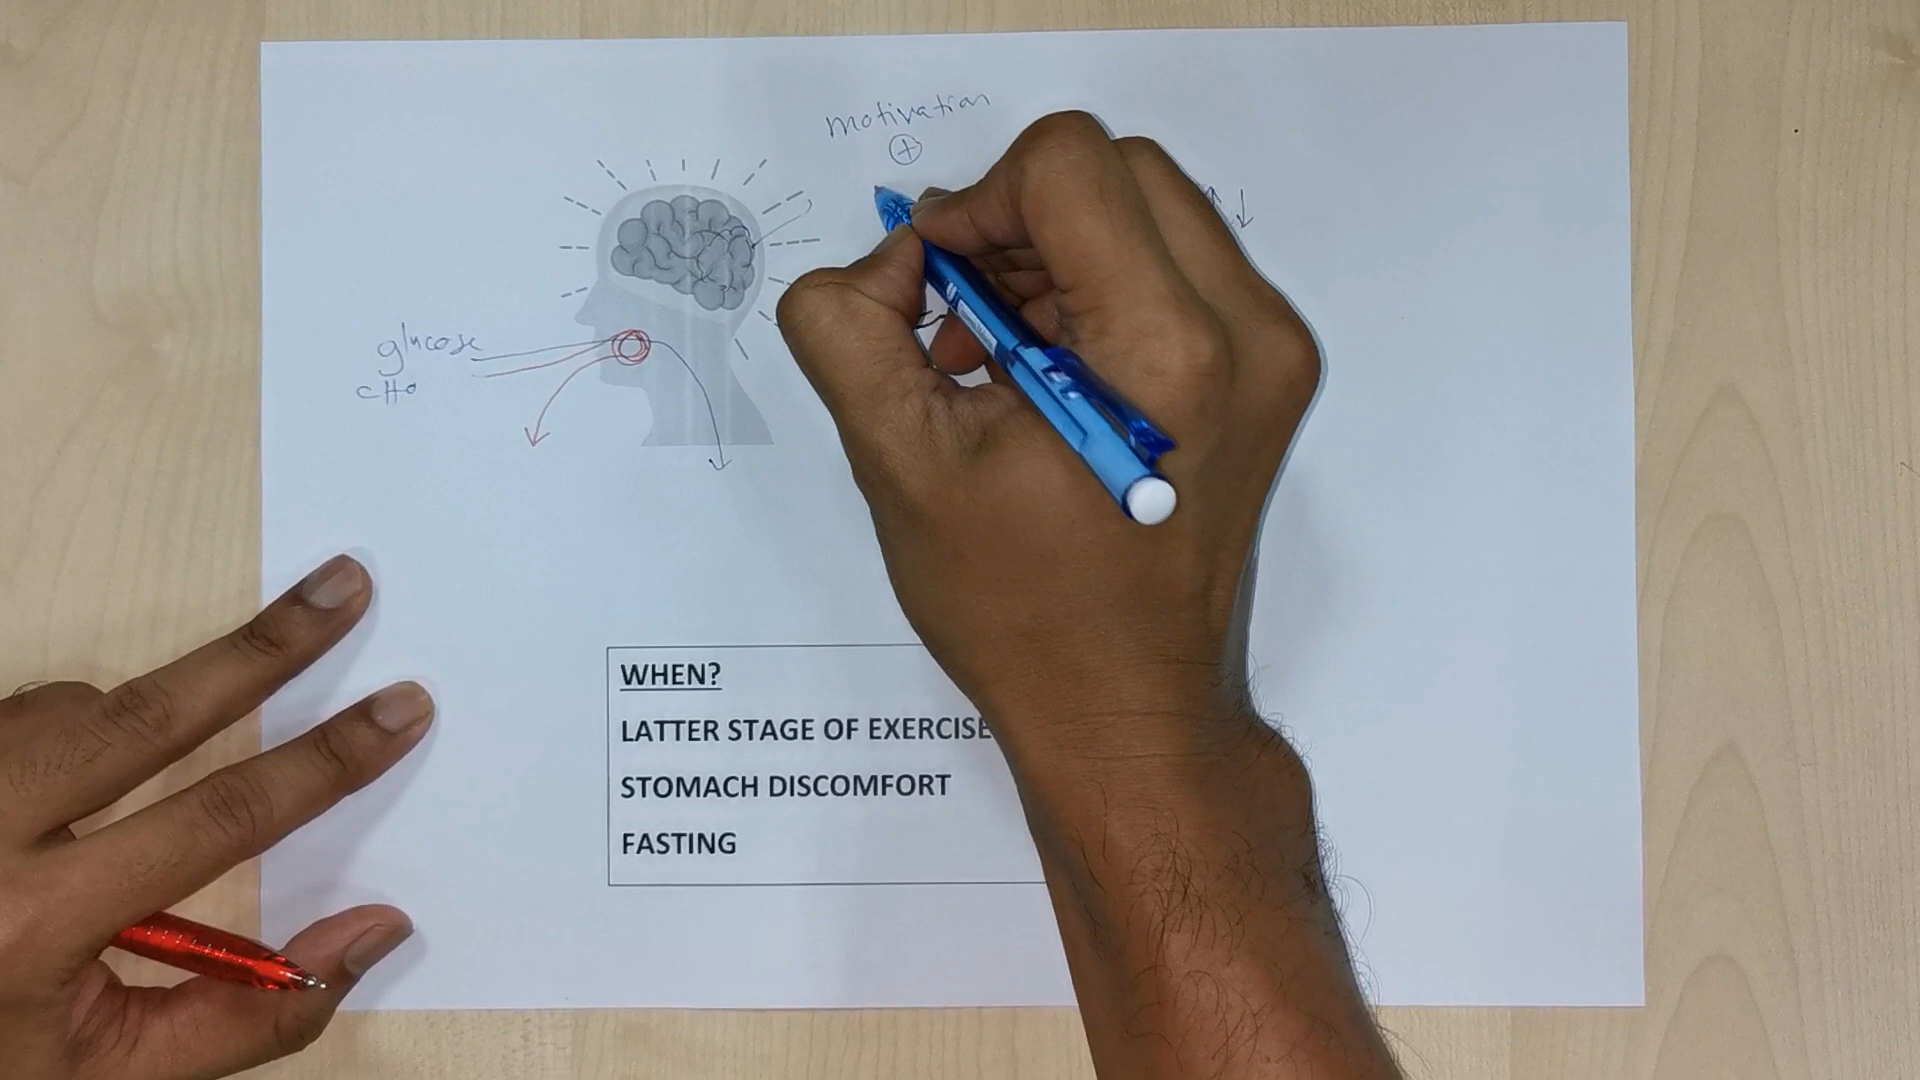 motivation
+
glucose
CHO
WHEN?
LATTER STAGE OF EXERCISE
STOMACH DISCOMFORT
FASTING